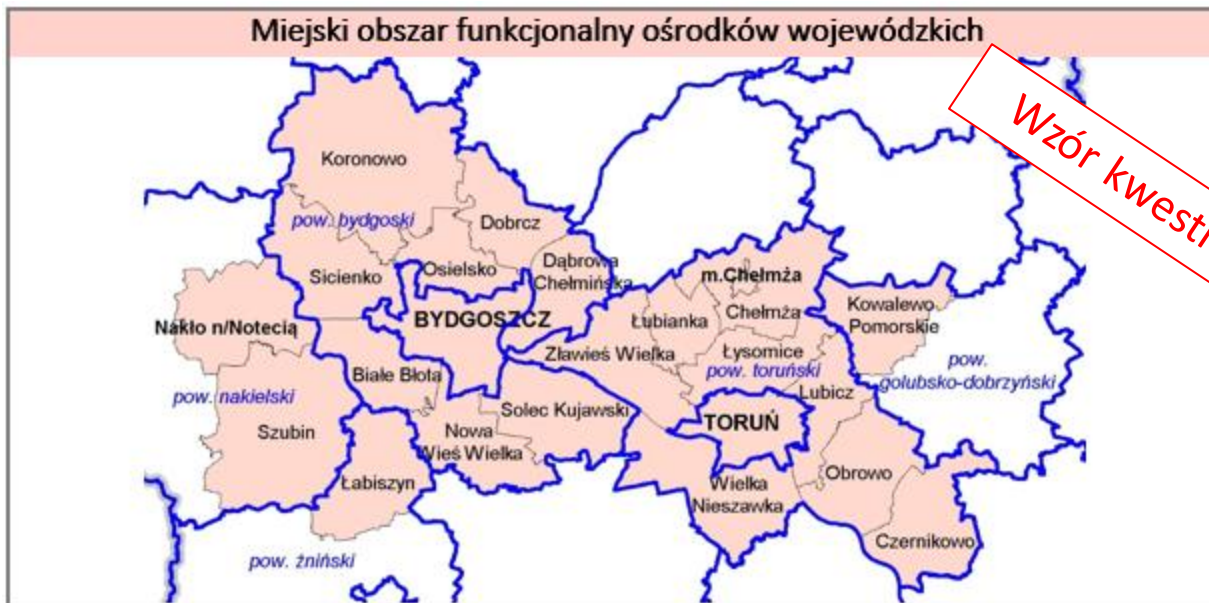 Miejski obszar funkcjonalny ośrodków wojewódzkich
Wzór kwest
Koronowo
pow. bydgoski
Dobrcz
Sicienko
Osielsko
Dąbrowa
Chełmińska
m.Chełmża
Nakło n/Notecią
BYDGOSZCZ
Łubianka
Chełmża
Kowalewo
Pomorskie
Zławieś Wielka
Łysomice
pow. toruński
pow.
golubsko-dobrzyński
pow. nakielski
Białe Błota
Lubicz
Szubin
Solec Kujawski
TORUŃ
Nowa
Wieś Wielka
Łabiszyn
Wielka
Nieszawka
Obrowo
Czernikowo
pow. żniński